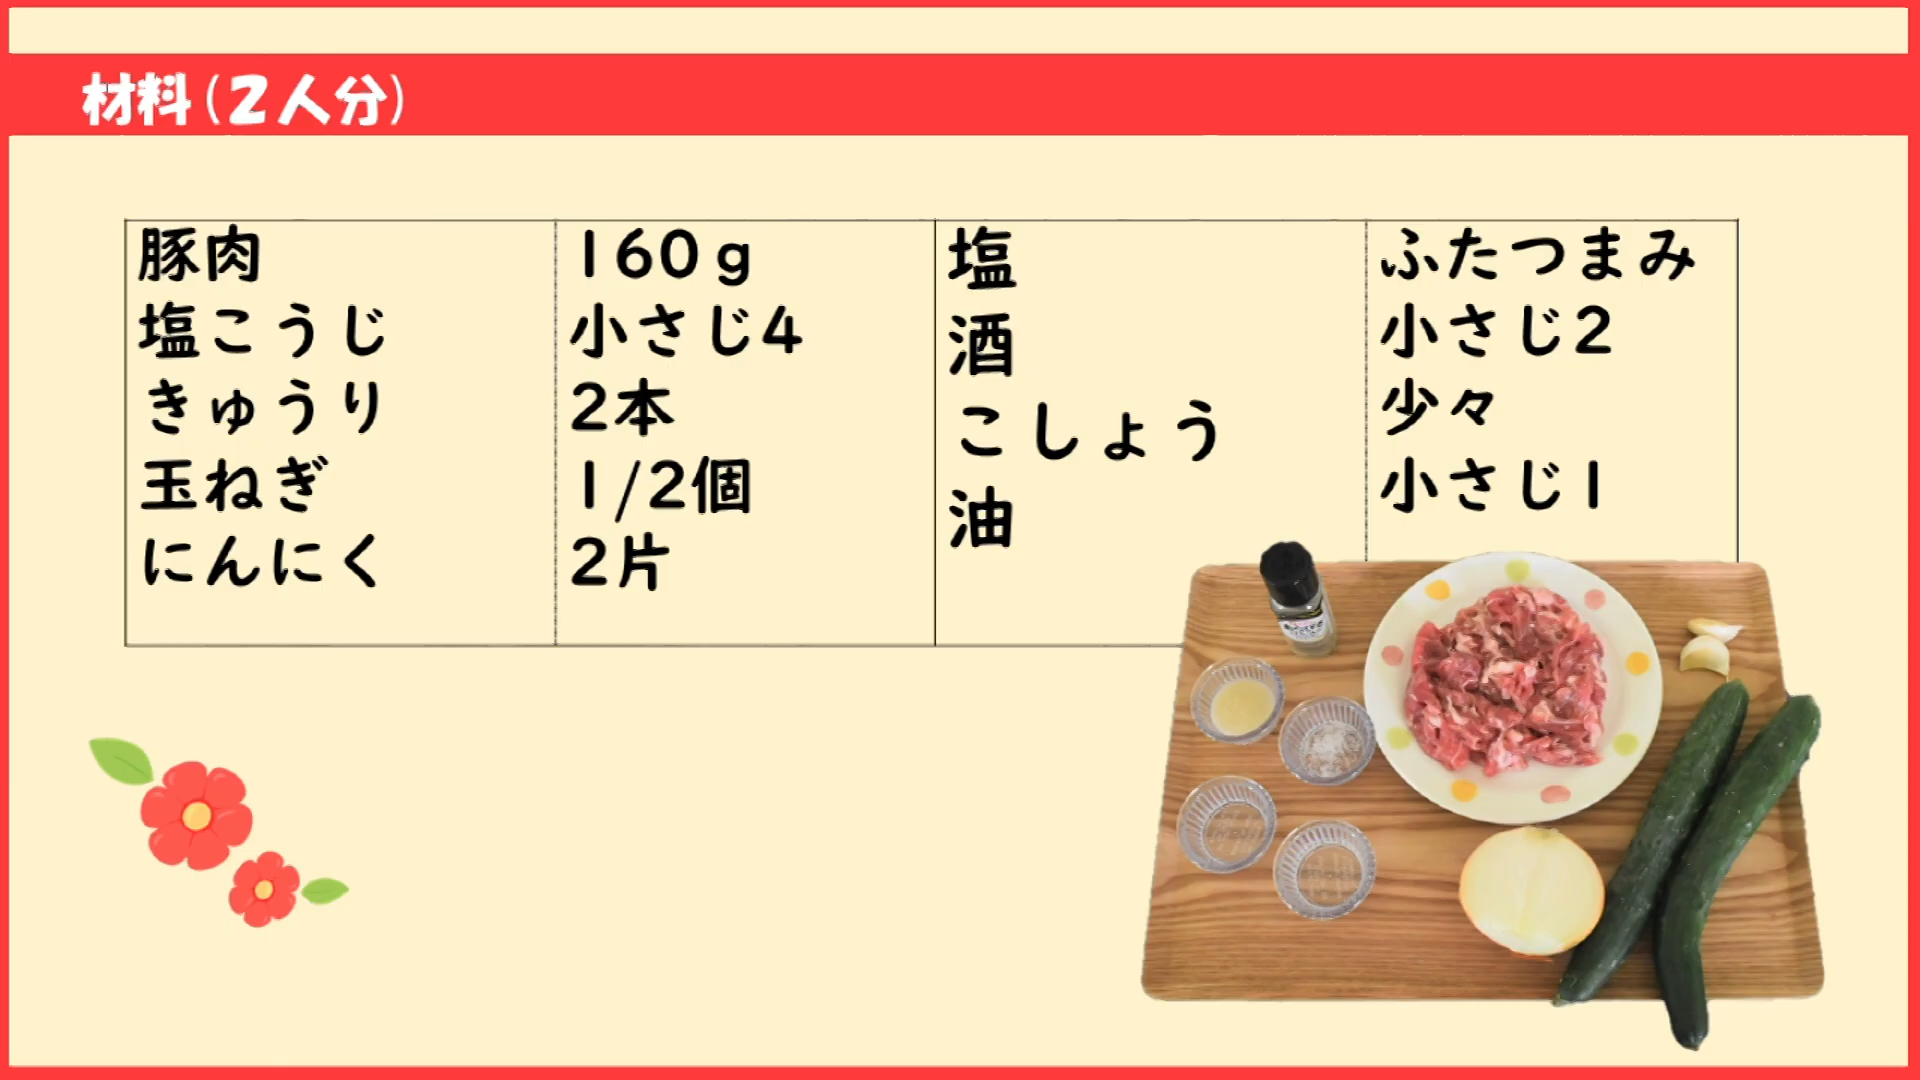 材料(2人分)
豚肉 160g
塩こうじ 小さじ4
きゅうり 2本
玉ねぎ 1/2個
にんにく 2片
塩 ふたつまみ
酒 小さじ2
こしょう 少々
油 小さじ1